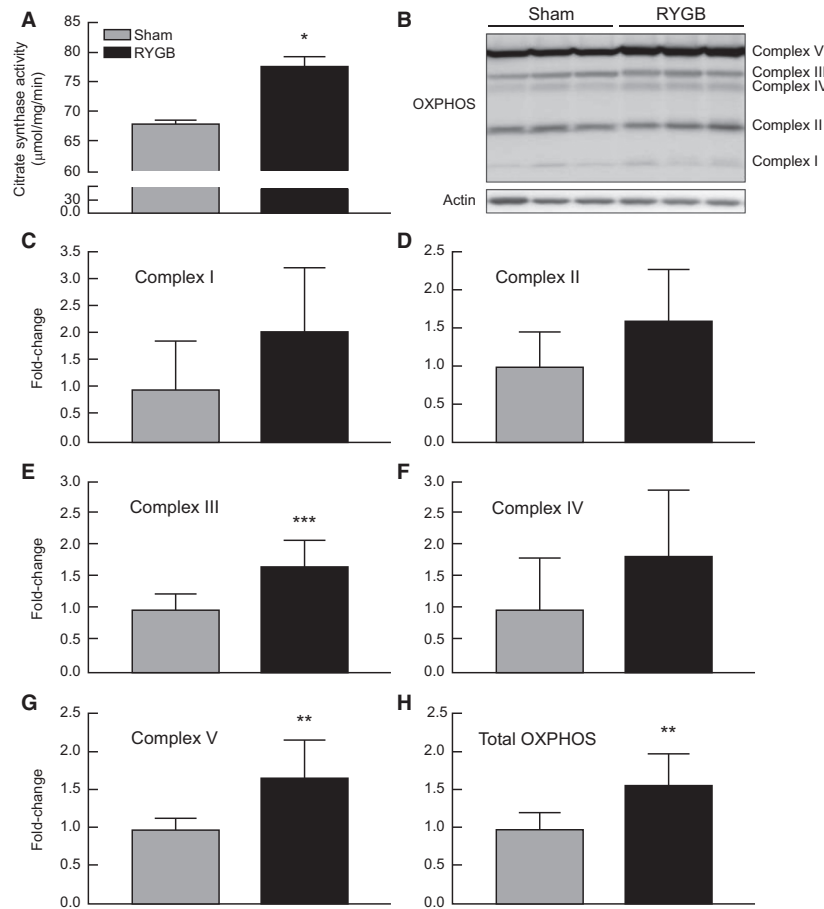 A
Citrate synthase activity
(µmol/mg/min)
85
80
75
70
65
60
30
0.0
Sham
RYGB
*
B
Sham RYGB
OXPHOS
Complex V
Complex III
Complex IV
Complex II
Complex I
Actin
C
Fold-change
3.5
3.0
2.5
2.0
1.5
1.0
0.5
0.0
Complex I
D
2.5
2.0
1.5
1.0
0.5
0.0
Complex II
E
Fold-change
3.0
2.5
2.0
1.5
1.0
0.5
0.0
Complex III
***
F
3.0
2.5
2.0
1.5
1.0
0.5
0.0
Complex IV
G
Fold-change
2.5
2.0
1.5
1.0
0.5
0.0
Complex V
**
H
2.5
2.0
1.5
1.0
0.5
0.0
Total OXPHOS
**